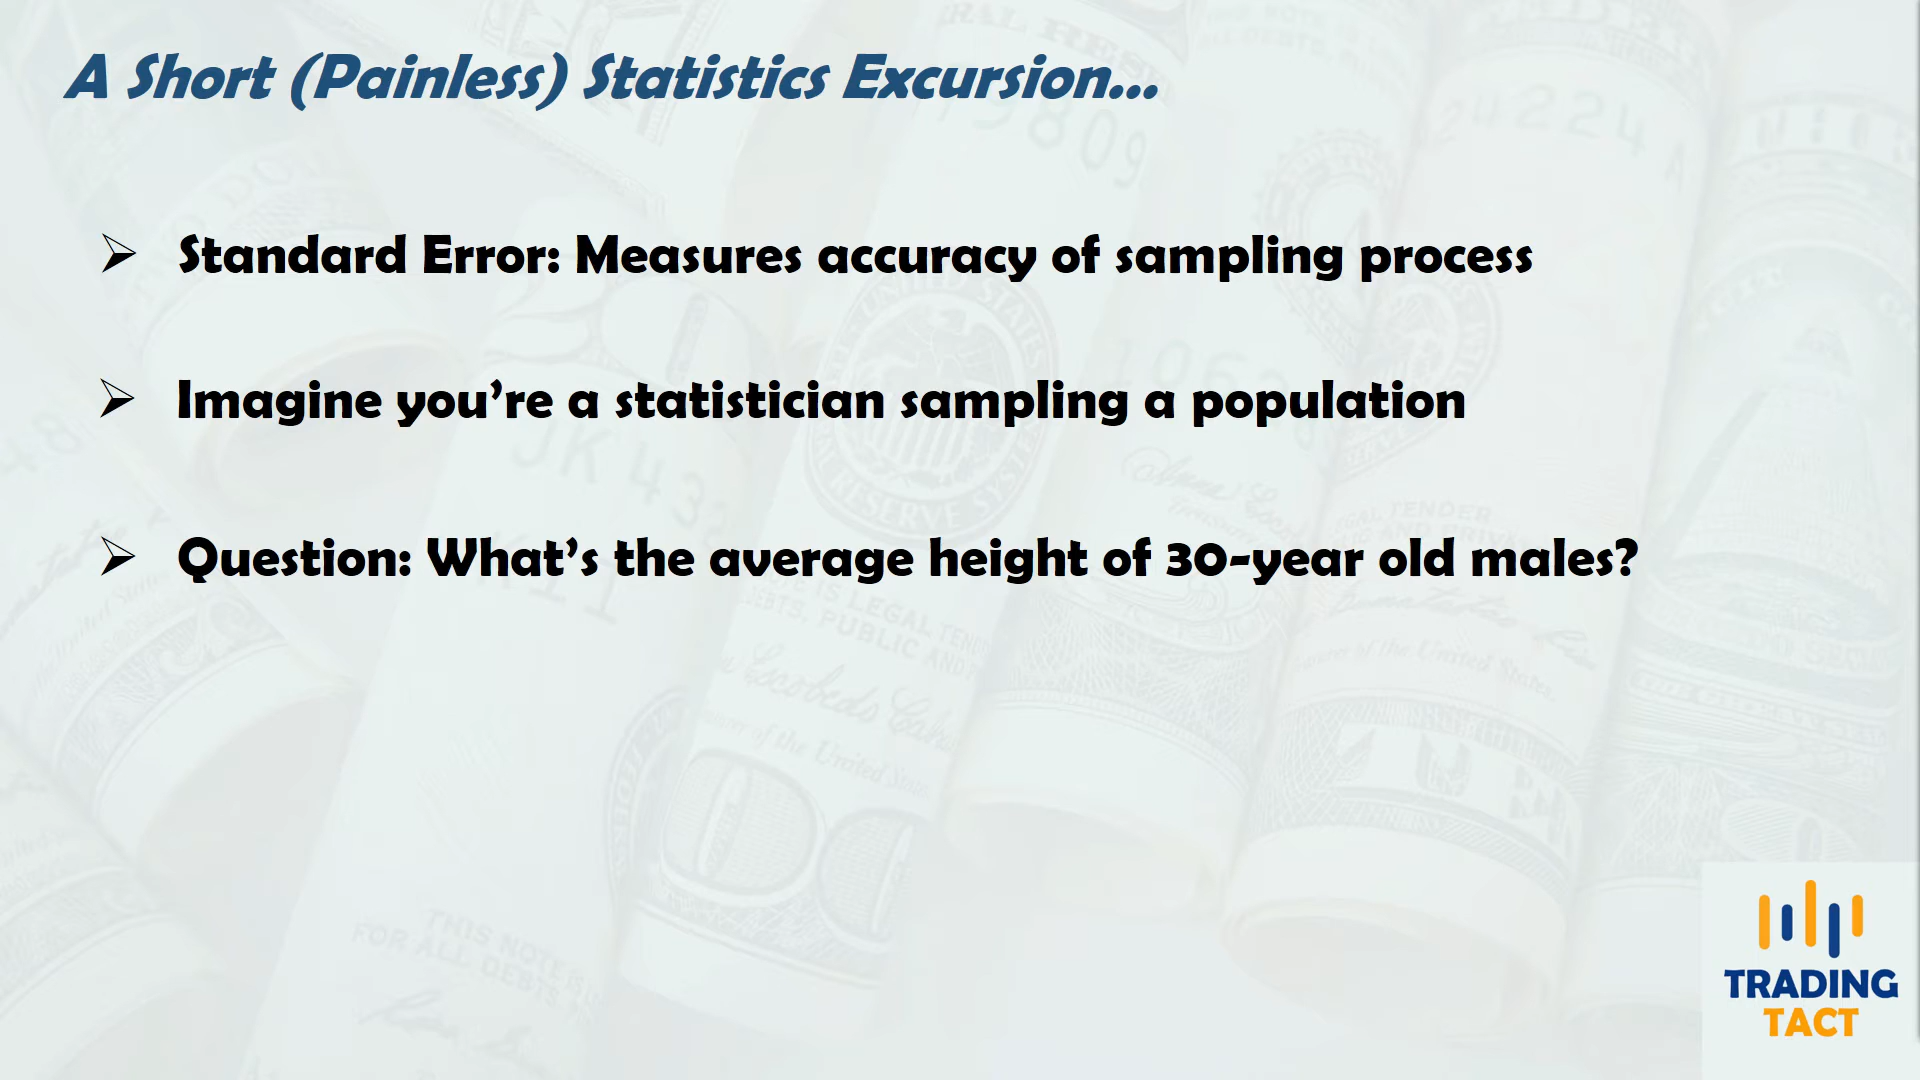 A Short (Painless) Statistics Excursion...
Standard Error: Measures accuracy of sampling process
Imagine you’re a statistician sampling a population
Question: What’s the average height of 30-year old males?
TRADING
TACT